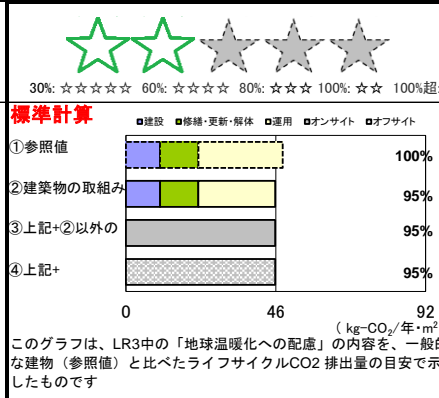 30%: ☆☆☆☆☆ 60%: ☆☆☆☆ 80%: ☆☆☆ 100%: ☆☆ 100%超:
標準計算
■建設 ■修繕・更新・解体 □運用 □オンサイト □オフサイト
①参照値 100%
②建築物の取組み 95%
③上記+②以外の 95%
④上記+ 95%
0 46 92
( kg-CO₂/年・m²
このグラフは、LR3中の「地球温暖化への配慮」の内容を、一般的
な建物（参照値）と比べたライフサイクルCO2 排出量の目安で示
したものです